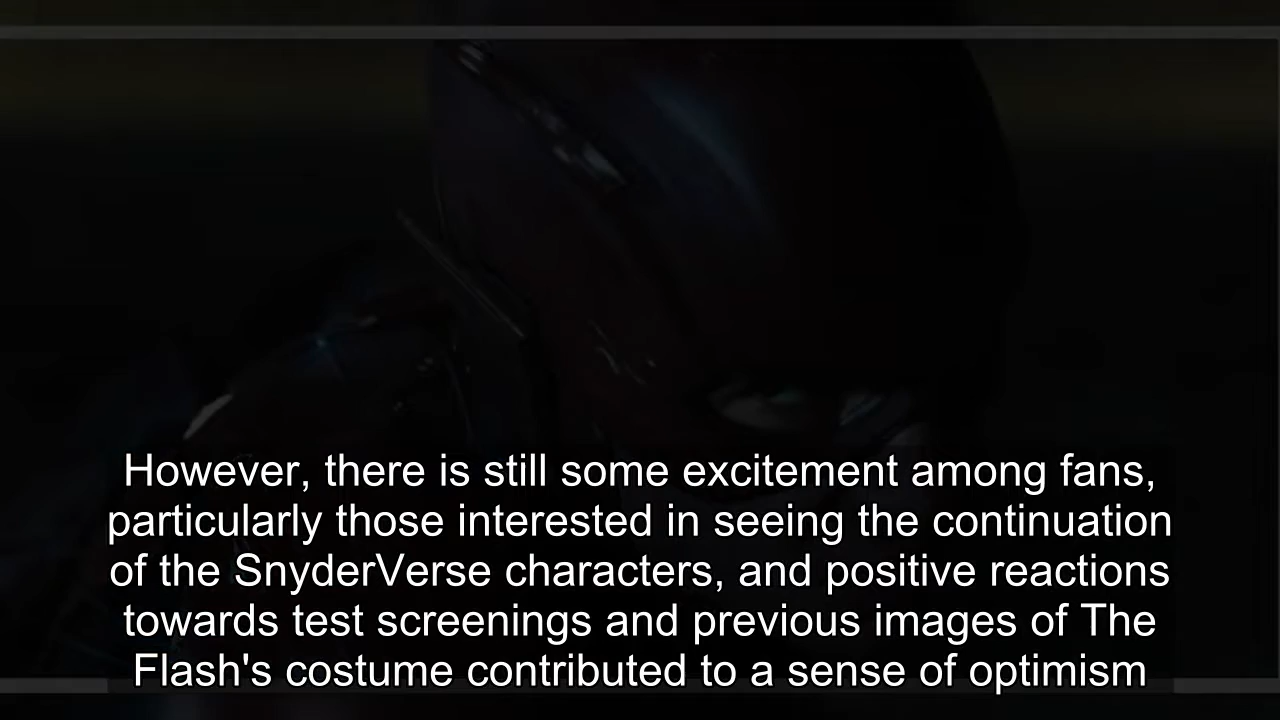 However, there is still some excitement among fans,
particularly those interested in seeing the continuation
of the SnyderVerse characters, and positive reactions
towards test screenings and previous images of The
Flash's costume contributed to a sense of optimism